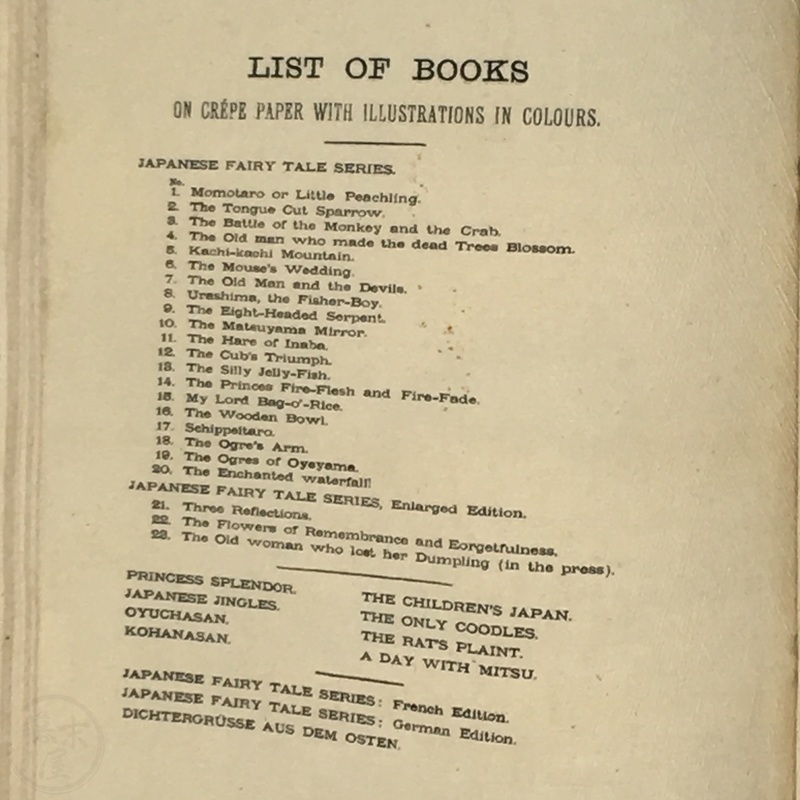 LIST OF BOOKS
ON CRÊPE PAPER WITH ILLUSTRATIONS IN COLOURS.
JAPANESE FAIRY TALE SERIES.
No.
1. Momotaro or Little Peachling.
2. The Tongue Cut Sparrow.
3. The Battle of the Monkey and the Crab.
4. The Old man who made the dead Trees Blossom.
5. Kachi-kachi Mountain.
6. The Mouse's Wedding.
7. The Old Man and the Devils.
8. Urashima, the Fisher-Boy.
9. The Eight-Headed Serpent.
10. The Matsuyama Mirror.
11. The Hare of Inaba.
12. The Cub's Triumph.
13. The Silly Jelly-Fish.
14. The Princes Fire-Flesh and Fire-Fade.
15. My Lord Bag-o'-Rice.
16. The Wooden Bowl.
17. Schippeitaro.
18. The Ogre's Arm.
19. The Ogres of Oyeyama.
20. The Enchanted waterfall!
JAPANESE FAIRY TALE SERIES, Enlarged Edition.
21. Three Reflections.
22. The Flowers of Remembrance and Eorgetfulness.
23. The Old woman who lost her Dumpling (in the press).
PRINCESS SPLENDOR.
JAPANESE JINGLES.
OYUCHASAN.
KOHANASAN.
THE CHILDREN'S JAPAN.
THE ONLY COODLES.
THE RAT'S PLAINT.
A DAY WITH MITSU.
JAPANESE FAIRY TALE SERIES: French Edition.
JAPANESE FAIRY TALE SERIES: German Edition.
DICHTERGRÜSSE AUS DEM OSTEN.